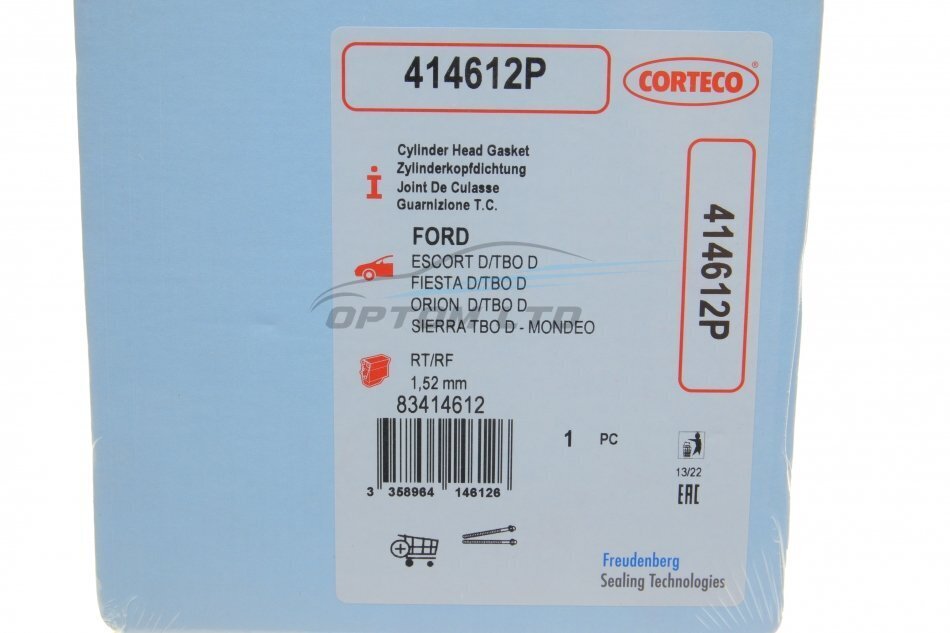 414612P
CORTECO®
Cylinder Head Gasket
Zylinderkopfdichtung
Joint De Culasse
Guarnizione T.C.
i
414612P
FORD
ESCORT D/TBO D
FIESTA D/TBO D
ORION D/TBO D
SIERRA TBO D - MONDEO
OPTOM LTD
RT/RF
1,52 mm
83414612
1 PC
13/22
3 358964 146126
EAC
Freudenberg
Sealing Technologies